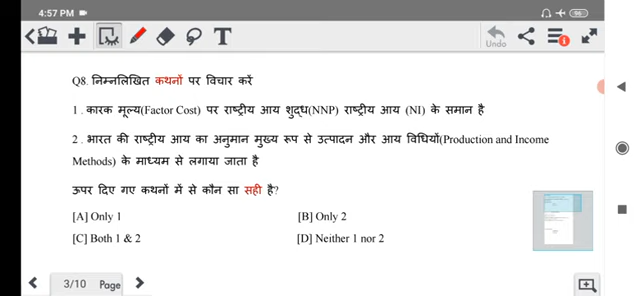 4:57 PM
56
T
Undo
Q8. निम्नलिखित कथनों पर विचार करें
1 . कारक मूल्य(Factor Cost) पर राष्ट्रीय आय शुद्ध(NNP) राष्ट्रीय आय (NI) के समान है
2 . भारत की राष्ट्रीय आय का अनुमान मुख्य रूप से उत्पादन और आय विधियों(Production and Income
Methods) के माध्यम से लगाया जाता है
ऊपर दिए गए कथनों में से कौन सा सही है?
[A] Only 1 [B] Only 2
[C] Both 1 & 2 [D] Neither 1 nor 2
3/10 Page